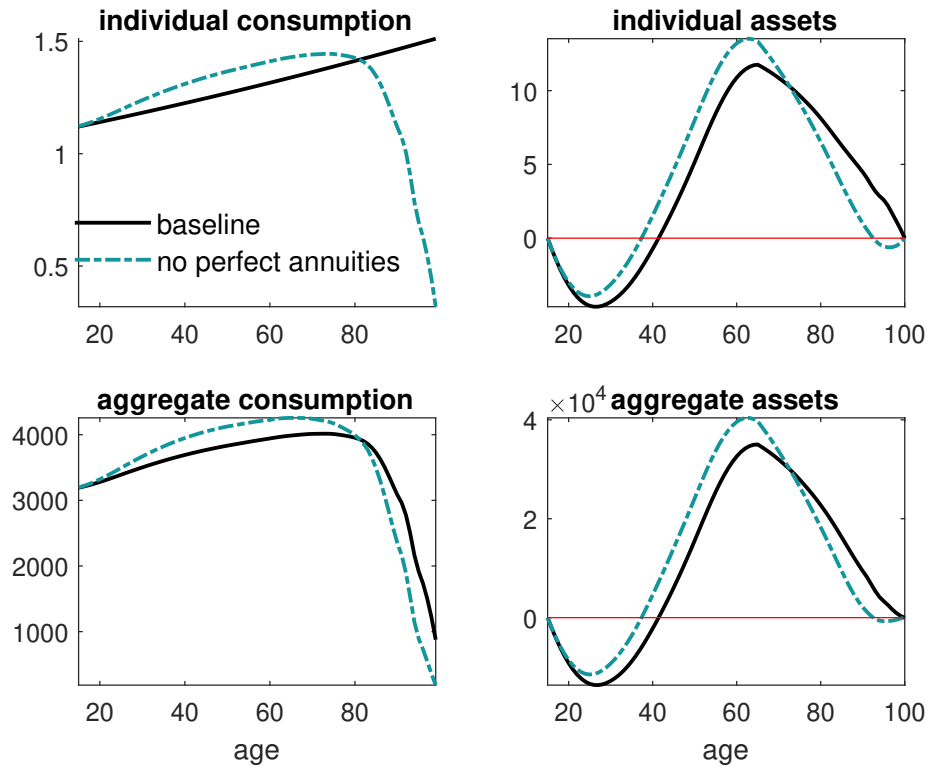 individual consumption
1.5
1
0.5
baseline
no perfect annuities
20 40 60 80
individual assets
10
5
0
20 40 60 80 100
aggregate consumption
4000
3000
2000
1000
20 40 60 80
age
×10⁴ aggregate assets
4
2
0
20 40 60 80 100
age